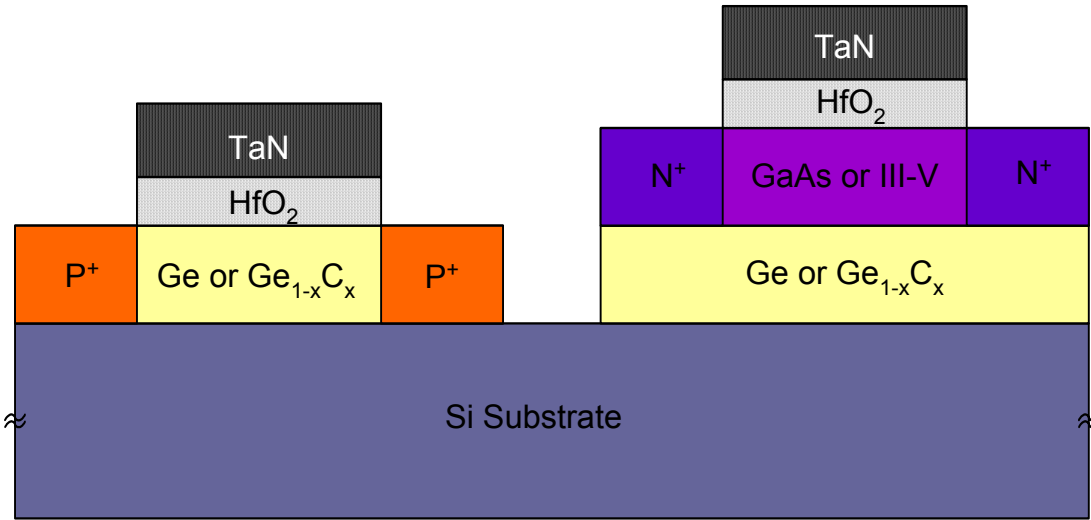 TaN
HfO₂
P⁺
Ge or Ge₁₋ₓCₓ
P⁺
TaN
HfO₂
N⁺
GaAs or III-V
N⁺
Ge or Ge₁₋ₓCₓ
Si Substrate